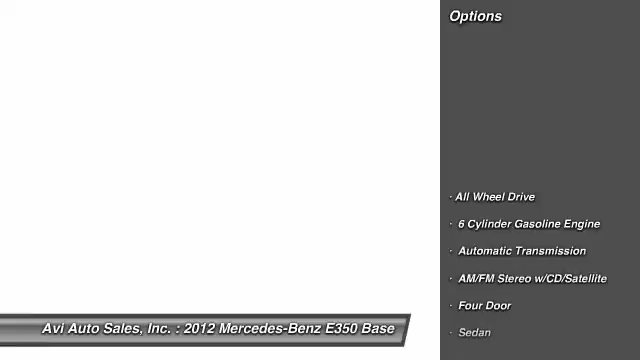 Options
· All Wheel Drive
· 6 Cylinder Gasoline Engine
· Automatic Transmission
· AM/FM Stereo w/CD/Satellite
· Four Door
· Sedan
Avi Auto Sales, Inc. : 2012 Mercedes-Benz E350 Base